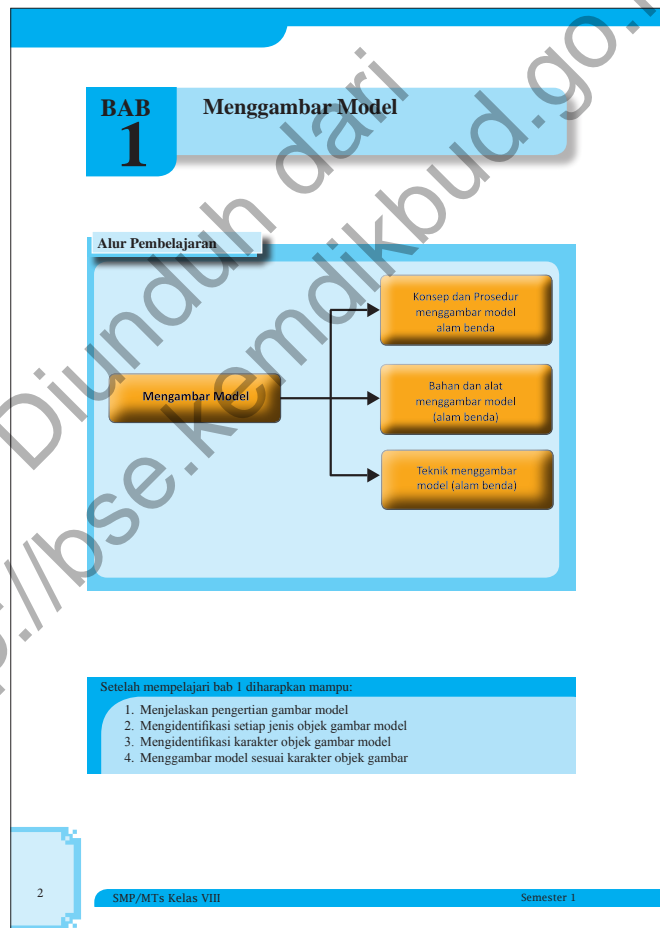 BAB
1
Menggambar Model
Alur Pembelajaran
Mengambar Model
Konsep dan Prosedur
menggambar model
alam benda
Bahan dan alat
menggambar model
(alam benda)
Teknik menggambar
model (alam benda)
Setelah mempelajari bab 1 diharapkan mampu:
1. Menjelaskan pengertian gambar model
2. Mengidentifikasi setiap jenis objek gambar model
3. Mengidentifikasi karakter objek gambar model
4. Menggambar model sesuai karakter objek gambar
2
SMP/MTs Kelas VIII
Semester 1
Diunduh dari
p://bse.kemdikbud.go.i